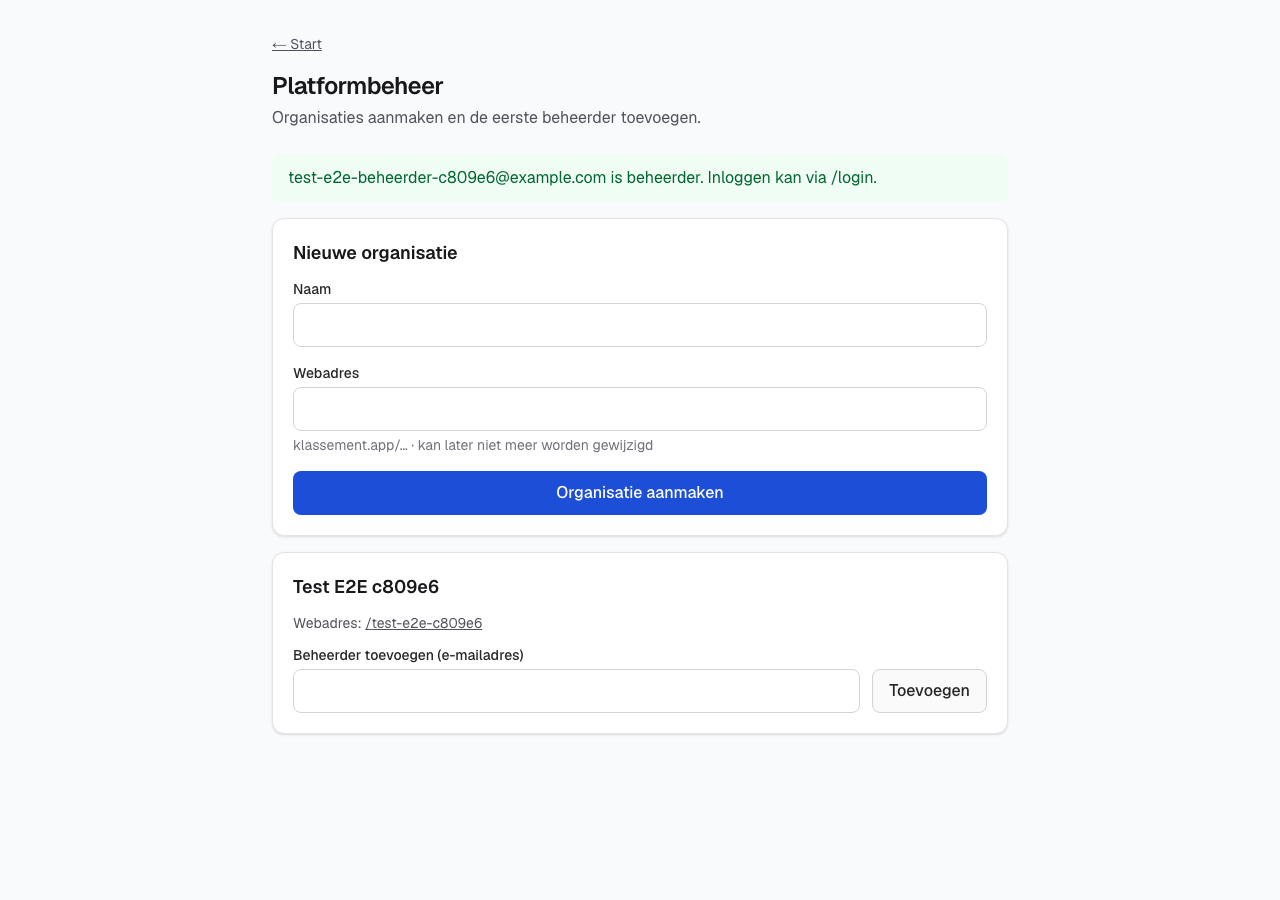 ← Start
Platformbeheer
Organisaties aanmaken en de eerste beheerder toevoegen.
test-e2e-beheerder-c809e6@example.com is beheerder. Inloggen kan via /login.
Nieuwe organisatie
Naam
Webadres
klassement.app/… · kan later niet meer worden gewijzigd
Organisatie aanmaken
Test E2E c809e6
Webadres: /test-e2e-c809e6
Beheerder toevoegen (e-mailadres)
Toevoegen